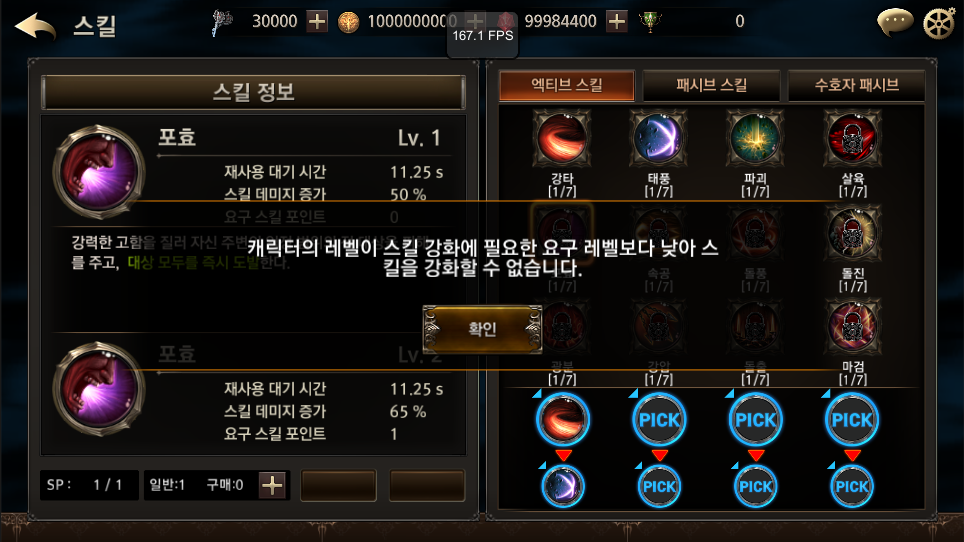 스킬
30000
1000000000
99984400
0
167.1 FPS
스킬 정보
포효 Lv. 1
재사용 대기 시간 11.25 s
스킬 데미지 증가 50 %
요구 스킬 포인트 0
강력한 고함을 질러 자신 주변
를 주고, 대상 모두를 즉시 도발한다.
포효 Lv. 2
재사용 대기 시간 11.25 s
스킬 데미지 증가 65 %
요구 스킬 포인트 1
SP : 1 / 1
일반:1 구매:0
엑티브 스킬 패시브 스킬 수호자 패시브
강타 태풍 파괴 살육
[1/7] [1/7] [1/7] [1/7]
속공 돌풍 돌진
[1/7]
광분 강압 돌출 마검
[1/7] [1/7] [1/7] [1/7]
PICK PICK PICK
PICK PICK PICK
캐릭터의 레벨이 스킬 강화에 필요한 요구 레벨보다 낮아 스
킬을 강화할 수 없습니다.
확인